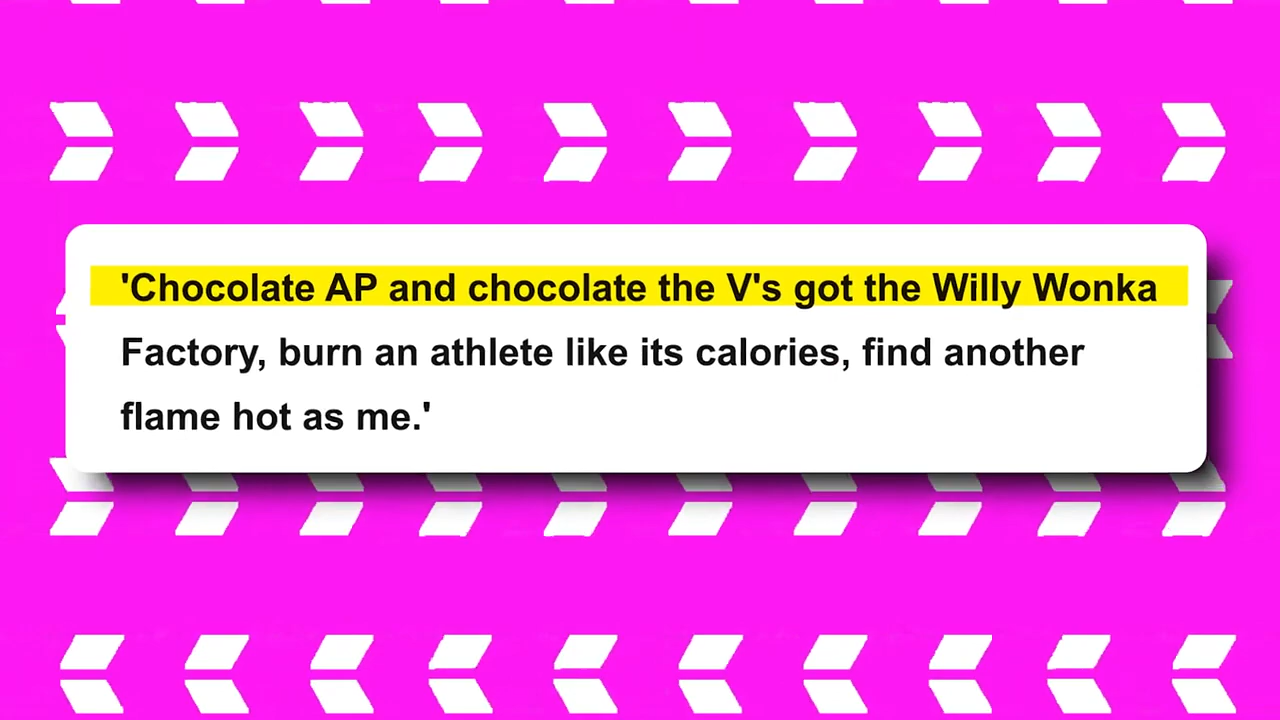 'Chocolate AP and chocolate the V's got the Willy Wonka
Factory, burn an athlete like its calories, find another
flame hot as me.'